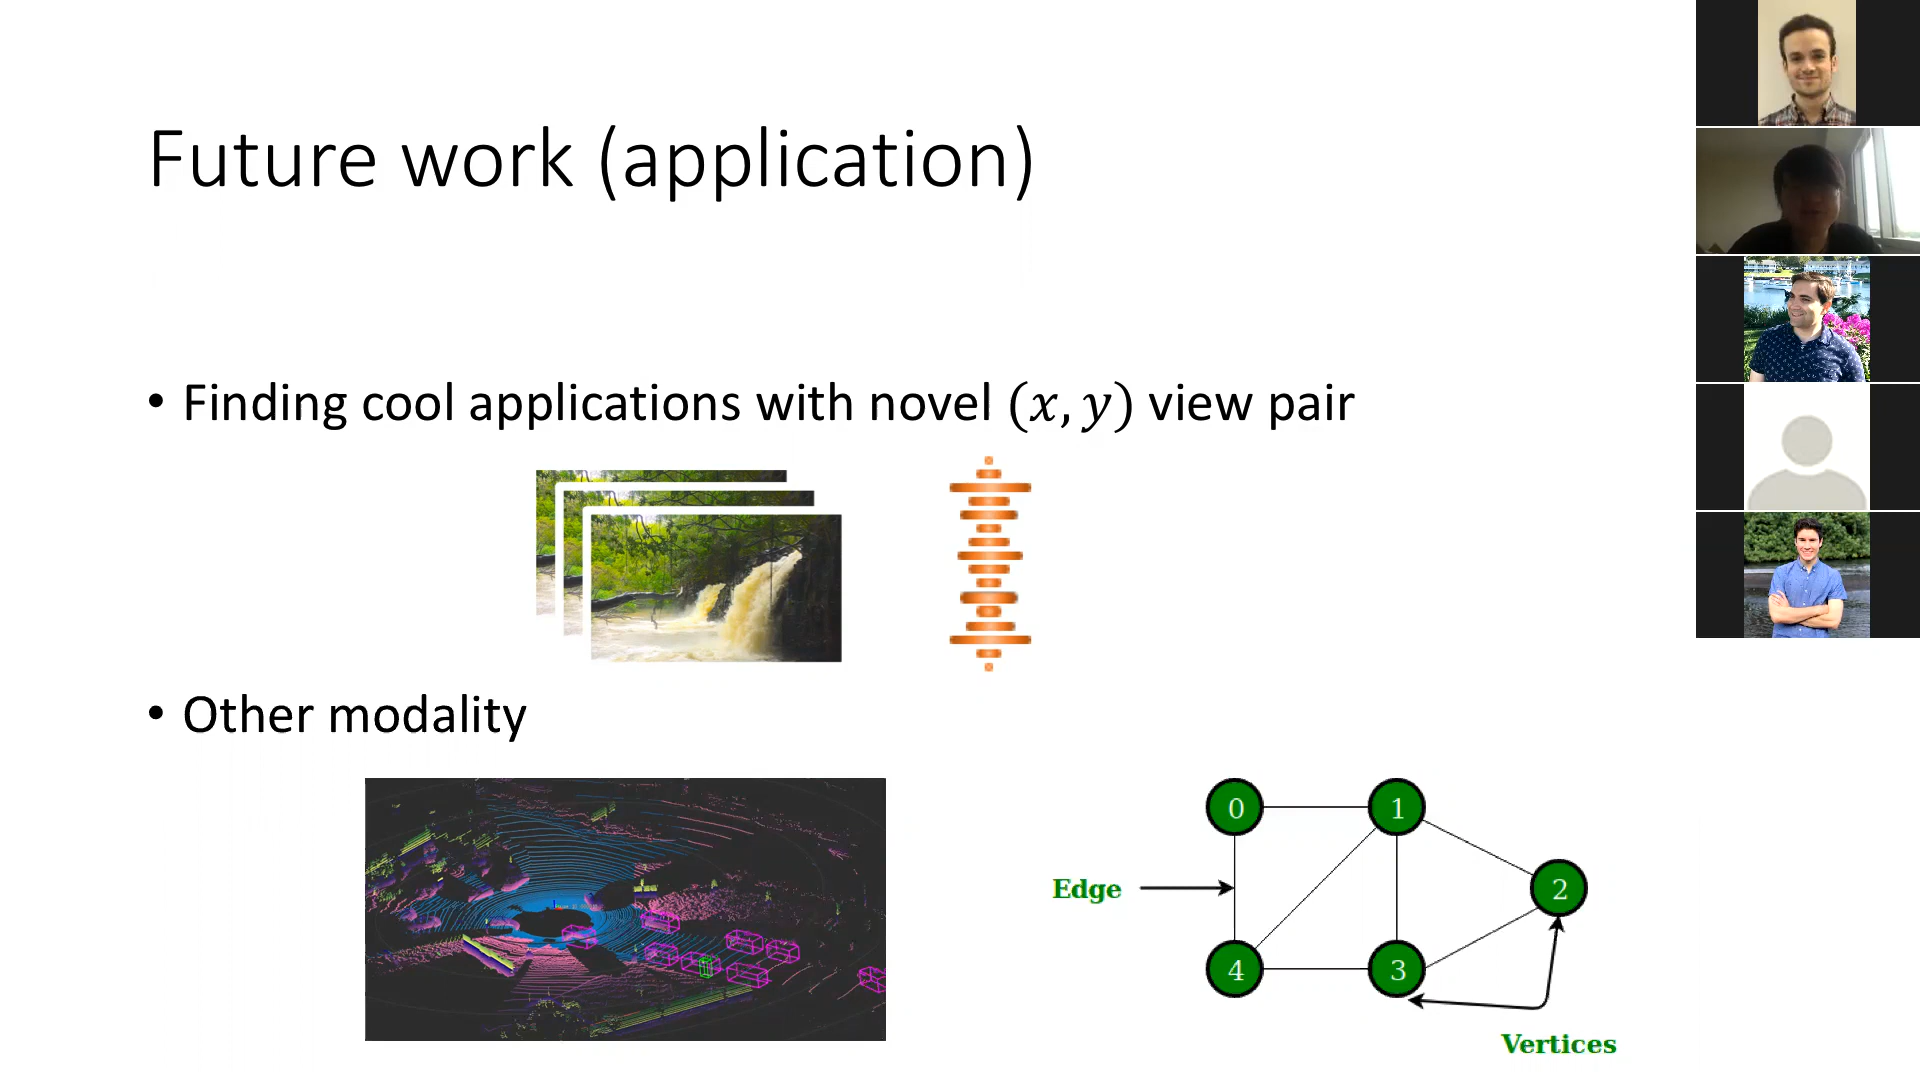 Future work (application)
• Finding cool applications with novel (x, y) view pair
• Other modality
0
1
Edge
2
4
3
Vertices